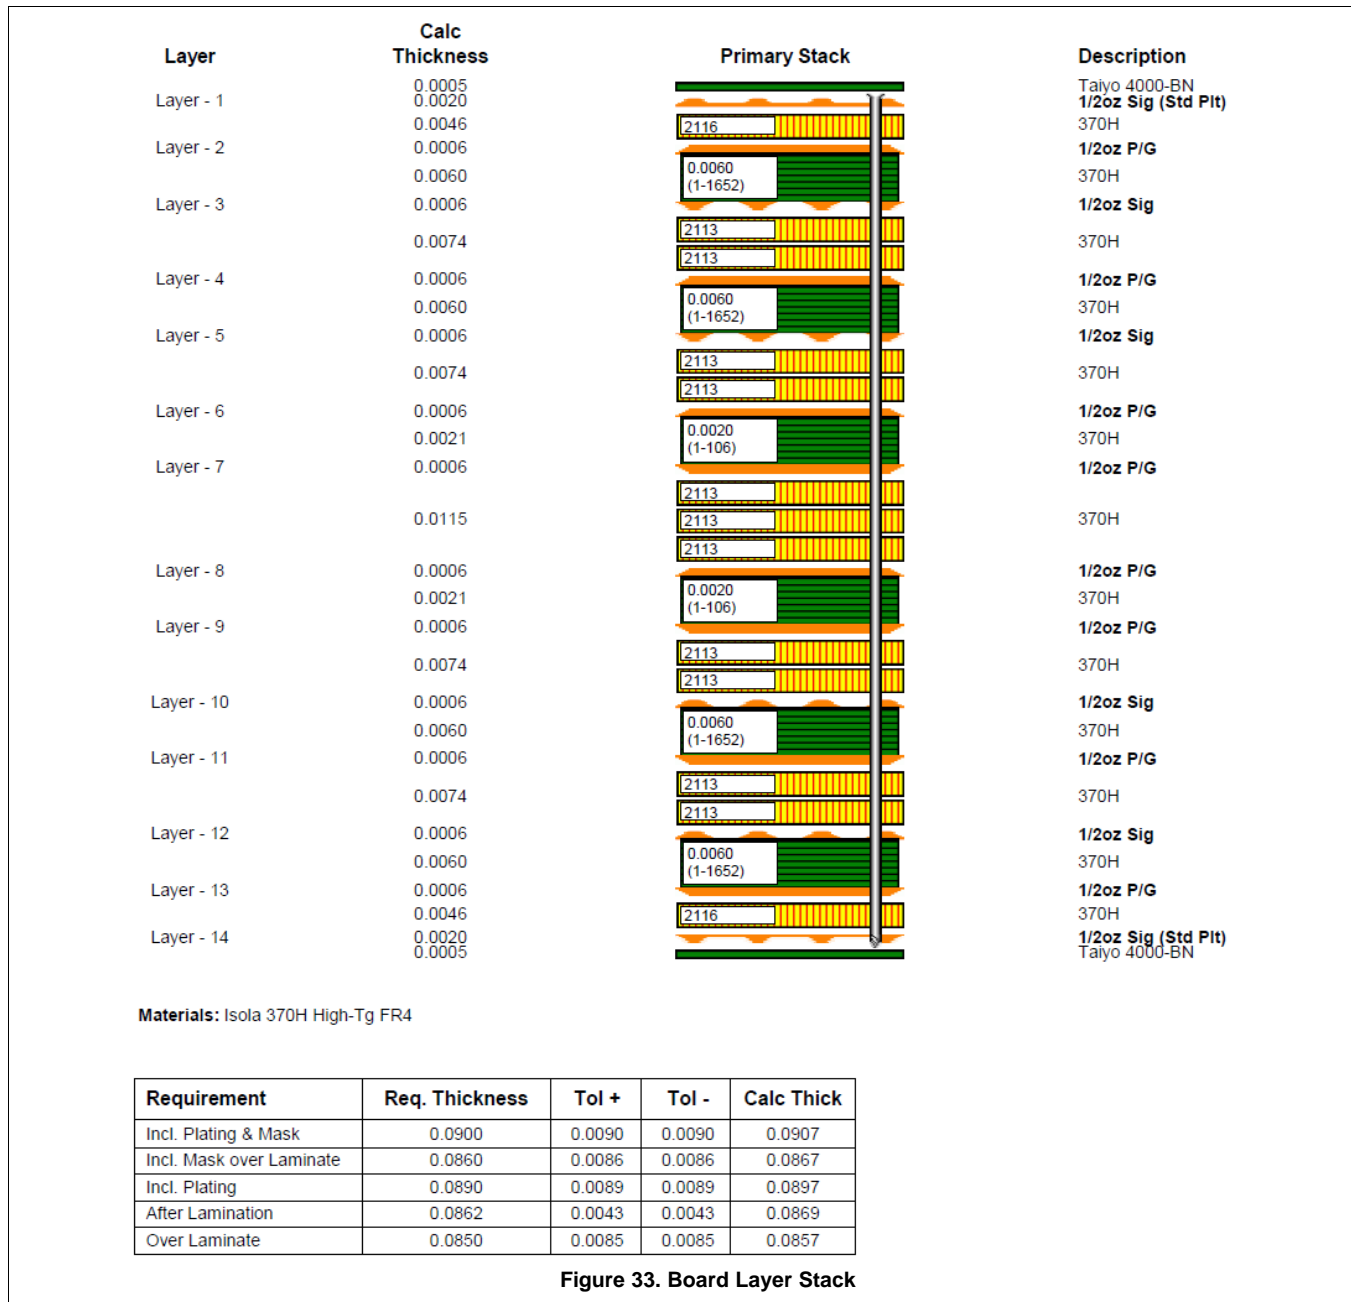 Layer Calc Thickness Primary Stack Description
0.0005 Taiyo 4000-BN
Layer - 1 0.0020 1/2oz Sig (Std Plt)
0.0046 2116 370H
Layer - 2 0.0006 1/2oz P/G
0.0060 0.0060 (1-1652) 370H
Layer - 3 0.0006 1/2oz Sig
0.0074 2113 2113 370H
Layer - 4 0.0006 1/2oz P/G
0.0060 0.0060 (1-1652) 370H
Layer - 5 0.0006 1/2oz Sig
0.0074 2113 2113 370H
Layer - 6 0.0006 1/2oz P/G
0.0021 0.0020 (1-106) 370H
Layer - 7 0.0006 1/2oz P/G
0.0115 2113 2113 2113 370H
Layer - 8 0.0006 1/2oz P/G
0.0021 0.0020 (1-106) 370H
Layer - 9 0.0006 1/2oz P/G
0.0074 2113 2113 370H
Layer - 10 0.0006 1/2oz Sig
0.0060 0.0060 (1-1652) 370H
Layer - 11 0.0006 1/2oz P/G
0.0074 2113 2113 370H
Layer - 12 0.0006 1/2oz Sig
0.0060 0.0060 (1-1652) 370H
Layer - 13 0.0006 1/2oz P/G
0.0046 2116 370H
Layer - 14 0.0020 1/2oz Sig (Std Plt)
0.0005 Taiyo 4000-BN
Materials: Isola 370H High-Tg FR4
Requirement Req. Thickness Tol + Tol - Calc Thick
Incl. Plating & Mask 0.0900 0.0090 0.0090 0.0907
Incl. Mask over Laminate 0.0860 0.0086 0.0086 0.0867
Incl. Plating 0.0890 0.0089 0.0089 0.0897
After Lamination 0.0862 0.0043 0.0043 0.0869
Over Laminate 0.0850 0.0085 0.0085 0.0857
Figure 33. Board Layer Stack